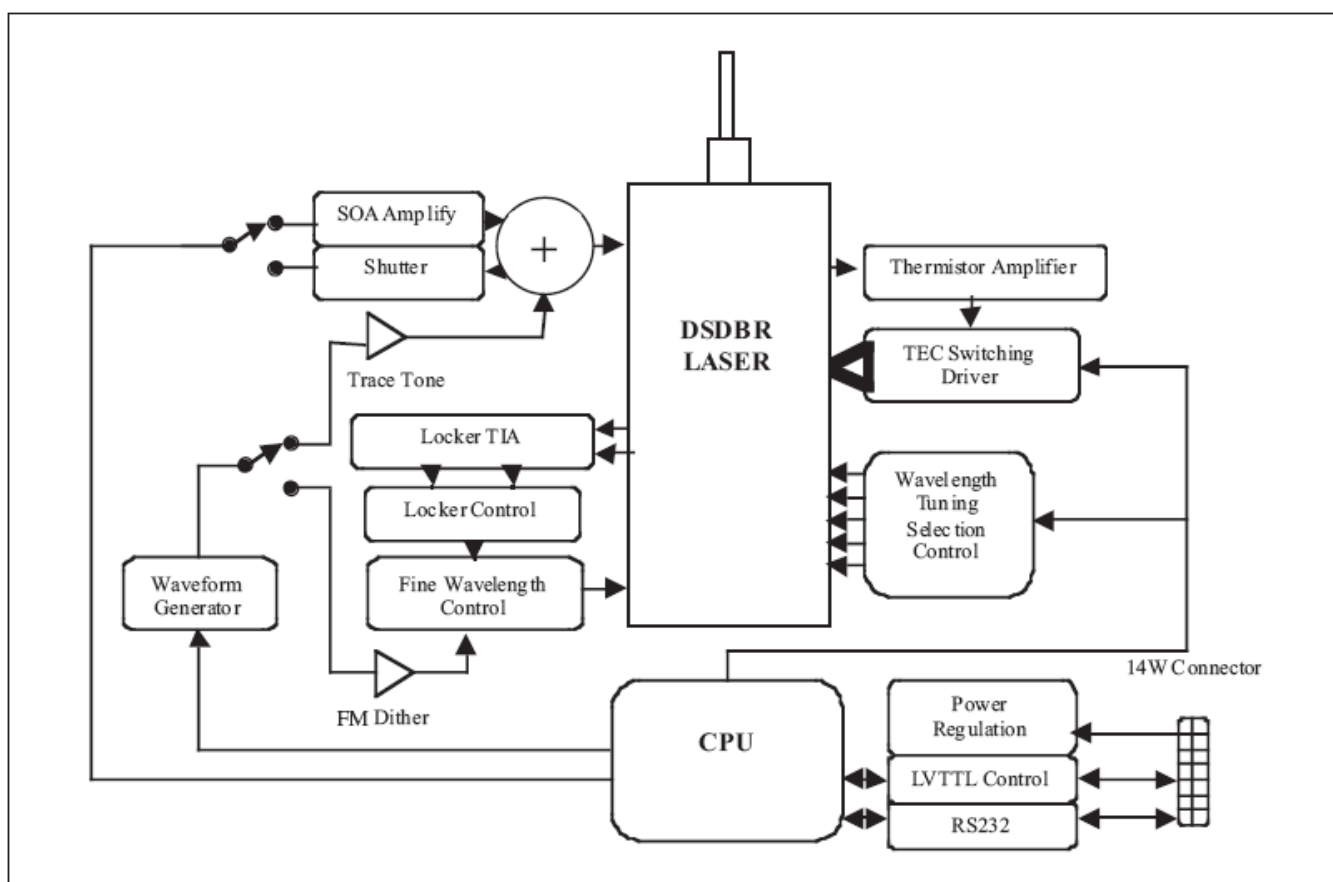 SOA Amplify
Shutter
+
Trace Tone
DSDBR
LASER
Thermistor Amplifier
TEC Switching
Driver
Locker TIA
Locker Control
Fine Wavelength
Control
Wavelength
Tuning
Selection
Control
Waveform
Generator
FM Dither
14W Connector
CPU
Power
Regulation
LVTTL Control
RS232